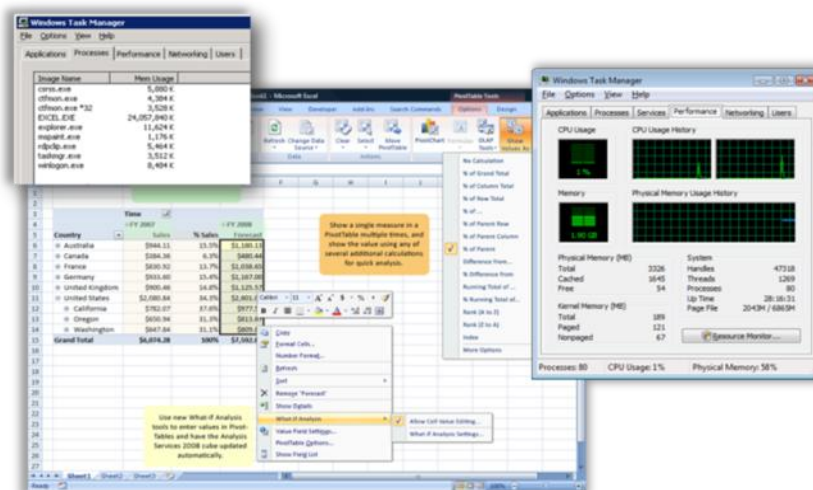 Windows Task Manager
File Options View Help
Applications Processes Performance Networking Users
Image Name Mem Usage
csrss.exe 5,880 K
ctfmon.exe 4,384 K
ctfmon.exe *32 3,528 K
EXCEL.EXE 24,057,840 K
explorer.exe 11,624 K
mspaint.exe 1,176 K
rdpclip.exe 5,464 K
taskmgr.exe 3,512 K
winlogon.exe 8,484 K
- Microsoft Excel PivotTable Tools
View Developer Add-Ins Search Commands Options Design
Refresh Change Data Source Clear Select Move PivotTable PivotChart Formulas OLAP Tools Show Values As
Data Actions
No Calculation
% of Grand Total
% of Column Total
% of Row Total
% of...
% of Parent Row
% of Parent Column
% of Parent
Difference From...
% Difference From
Running Total of...
% Running Total of...
Rank (A to Z)
Rank (Z to A)
Index
More Options
Show a single measure in a
PivotTable multiple times, and
show the value using any of
several additional calculations
for quick analysis.
Time
FY 2007 FY 2008
Country Sales % Sales Forecast
Australia $944.11 15.5% $1,180.13
Canada $384.36 6.3% $480.44
France $830.92 13.7% $1,038.65
Germany $933.60 15.4% $1,167.00
United Kingdom $900.46 14.8% $1,125.57
United States $2,080.84 34.3%
California $782.07 37.6%
Oregon $650.94 31.3%
Washington $647.84 31.1%
Grand Total $6,074.28 100%
Calibri 11
Copy
Format Cells...
Number Format...
Refresh
Sort
Remove "Forecast"
Show Details
What If Analysis
Value Field Settings...
PivotTable Options...
Show Field List
Allow Cell Value Editing...
What If Analysis Settings...
Use new What-If Analysis
tools to enter values in Pivot-
Tables and have the Analysis
Services 2008 cube updated
automatically.
Sheet1 Sheet2 Sheet3
Ready 100%
Windows Task Manager
File Options View Help
Applications Processes Services Performance Networking Users
CPU Usage CPU Usage History
1 %
Memory Physical Memory Usage History
1.90 GB
Physical Memory (MB) System
Total 3326 Handles 47318
Cached 1645 Threads 1269
Free 54 Processes 80
Up Time 28:16:31
Kernel Memory (MB) Page File 2043M / 6865M
Total 189
Paged 121
Nonpaged 67
Resource Monitor...
Processes: 80 CPU Usage: 1% Physical Memory: 58%